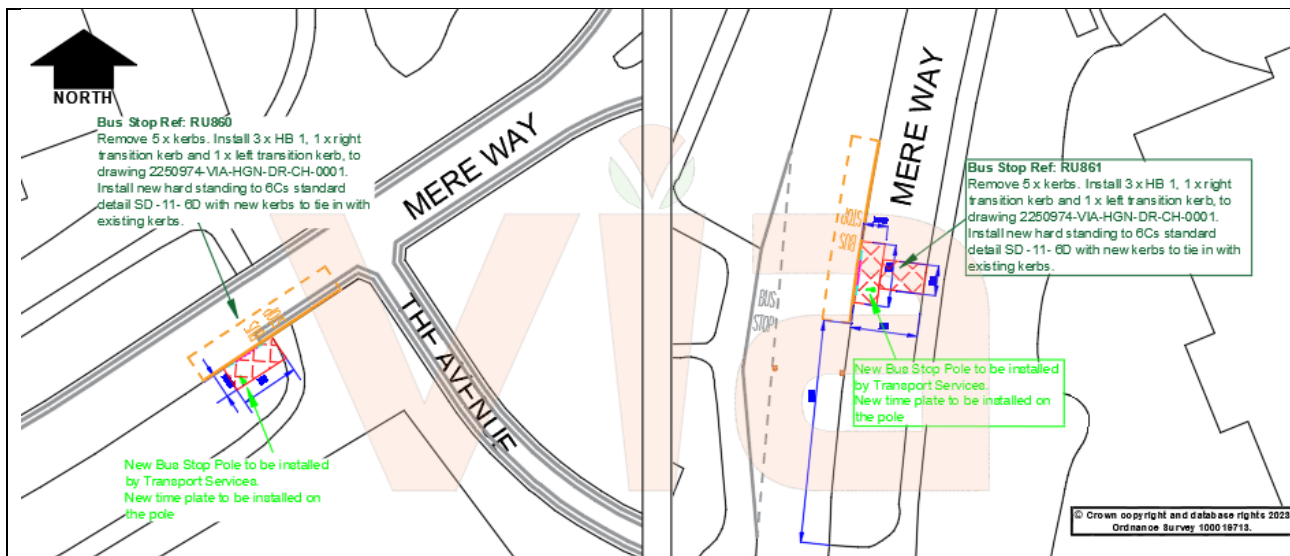 NORTH
Bus Stop Ref: RU860
Remove 5 x kerbs. Install 3 x HB 1, 1 x right
transition kerb and 1 x left transition kerb, to
drawing 2250974-VIA-HGN-DR-CH-0001.
Install new hard standing to 6Cs standard
detail SD -11- 6D with new kerbs to tie in with
existing kerbs.
MERE WAY
THE AVENUE
New Bus Stop Pole to be installed
by Transport Services.
New time plate to be installed on
the pole
MERE WAY
Bus Stop Ref: RU861
Remove 5 x kerbs. Install 3 x HB 1, 1 x right
transition kerb and 1 x left transition kerb, to
drawing 2250974-VIA-HGN-DR-CH-0001.
Install new hard standing to 6Cs standard
detail SD -11- 6D with new kerbs to tie in with
existing kerbs.
BUS
STOP
BUS
STOP
New Bus Stop Pole to be installed
by Transport Services.
New time plate to be installed on
the pole
via
© Crown copyright and database rights 2023
Ordnance Survey 100019713.